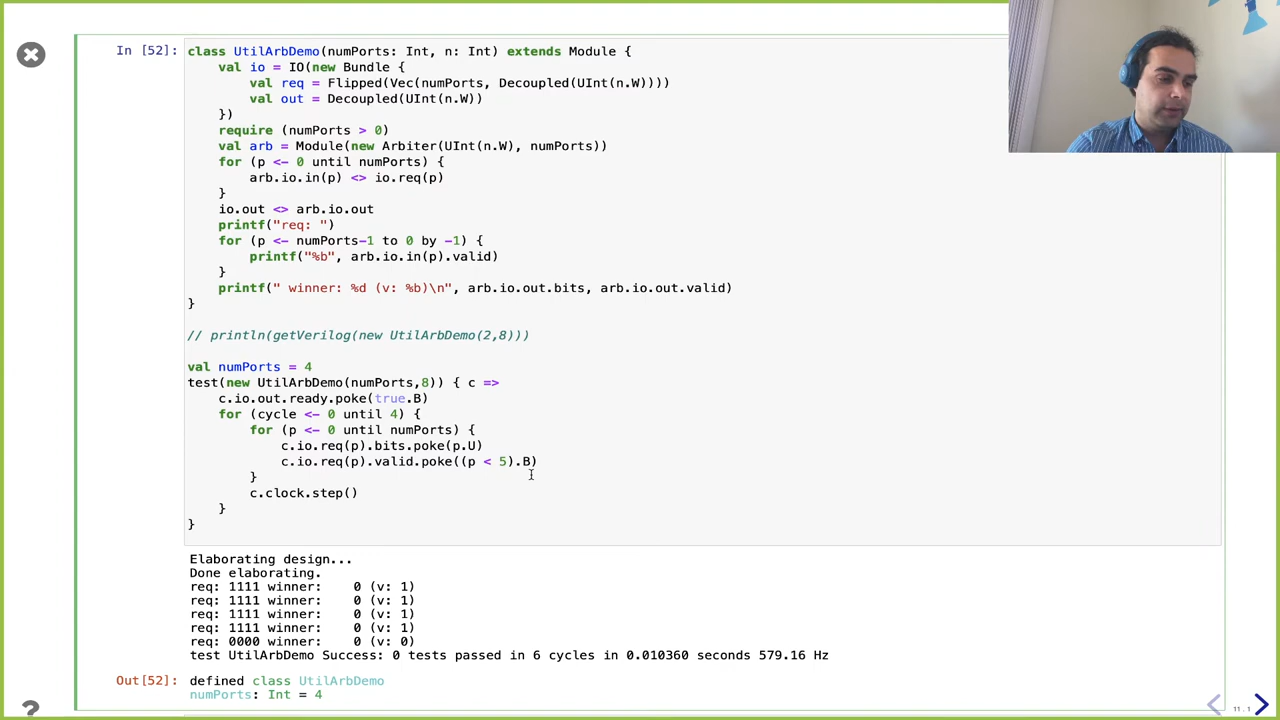 In [52]:
class UtilArbDemo(numPorts: Int, n: Int) extends Module {
    val io = IO(new Bundle {
        val req = Flipped(Vec(numPorts, Decoupled(UInt(n.W))))
        val out = Decoupled(UInt(n.W))
    })
    require (numPorts > 0)
    val arb = Module(new Arbiter(UInt(n.W), numPorts))
    for (p <- 0 until numPorts) {
        arb.io.in(p) <> io.req(p)
    }
    io.out <> arb.io.out
    printf("req: ")
    for (p <- numPorts-1 to 0 by -1) {
        printf("%b", arb.io.in(p).valid)
    }
    printf(" winner: %d (v: %b)\n", arb.io.out.bits, arb.io.out.valid)
}
// println(getVerilog(new UtilArbDemo(2,8)))
val numPorts = 4
test(new UtilArbDemo(numPorts,8)) { c =>
    c.io.out.ready.poke(true.B)
    for (cycle <- 0 until 4) {
        for (p <- 0 until numPorts) {
            c.io.req(p).bits.poke(p.U)
            c.io.req(p).valid.poke((p < 5).B)
        }
        c.clock.step()
    }
}
Elaborating design...
Done elaborating.
req: 1111 winner:    0 (v: 1)
req: 1111 winner:    0 (v: 1)
req: 1111 winner:    0 (v: 1)
req: 1111 winner:    0 (v: 1)
req: 0000 winner:    0 (v: 0)
test UtilArbDemo Success: 0 tests passed in 6 cycles in 0.010360 seconds 579.16 Hz
Out[52]:
defined class UtilArbDemo
numPorts: Int = 4
?
11.1